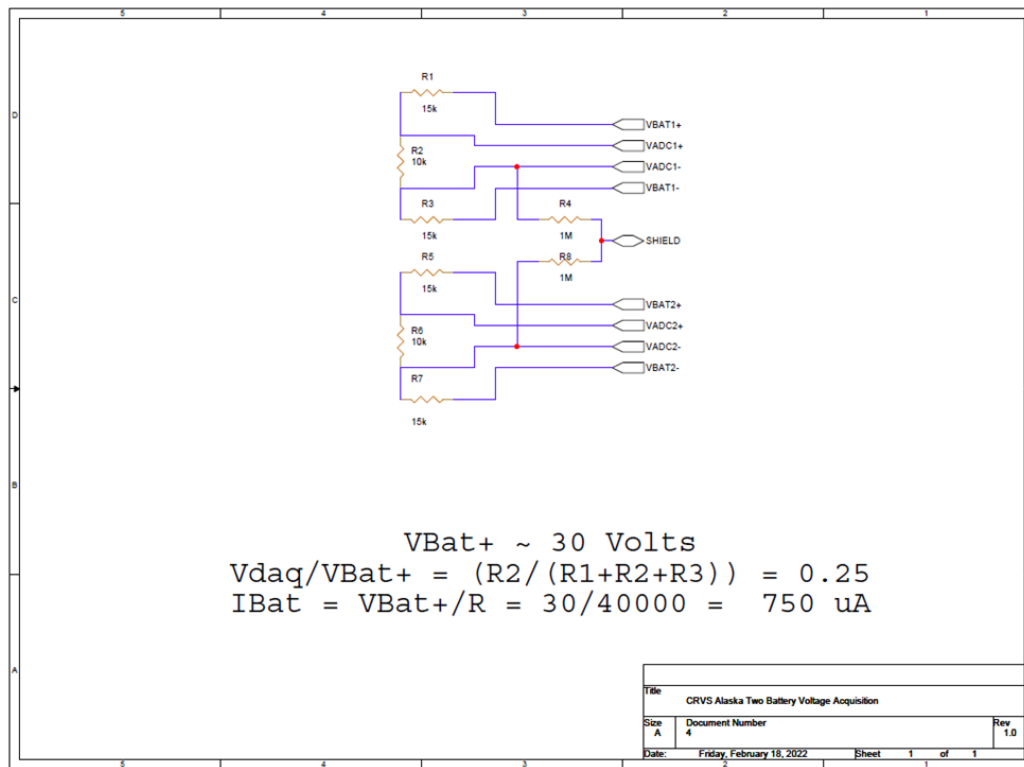 5 4 3 2 1
D
R1
15k
VBAT1+
VADC1+
R2
10k
VADC1-
VBAT1-
R3
15k
R4
1M
SHIELD
R8
1M
C
R5
15k
VBAT2+
VADC2+
R6
10k
VADC2-
VBAT2-
R7
15k
B
VBat+ ~ 30 Volts
Vdaq/VBat+ = (R2/(R1+R2+R3)) = 0.25
IBat = VBat+/R = 30/40000 = 750 uA
A
Title
CRVS Alaska Two Battery Voltage Acquisition
Size Document Number Rev
A 4 1.0
Date: Friday, February 18, 2022 Sheet 1 of 1
5 4 3 2 1